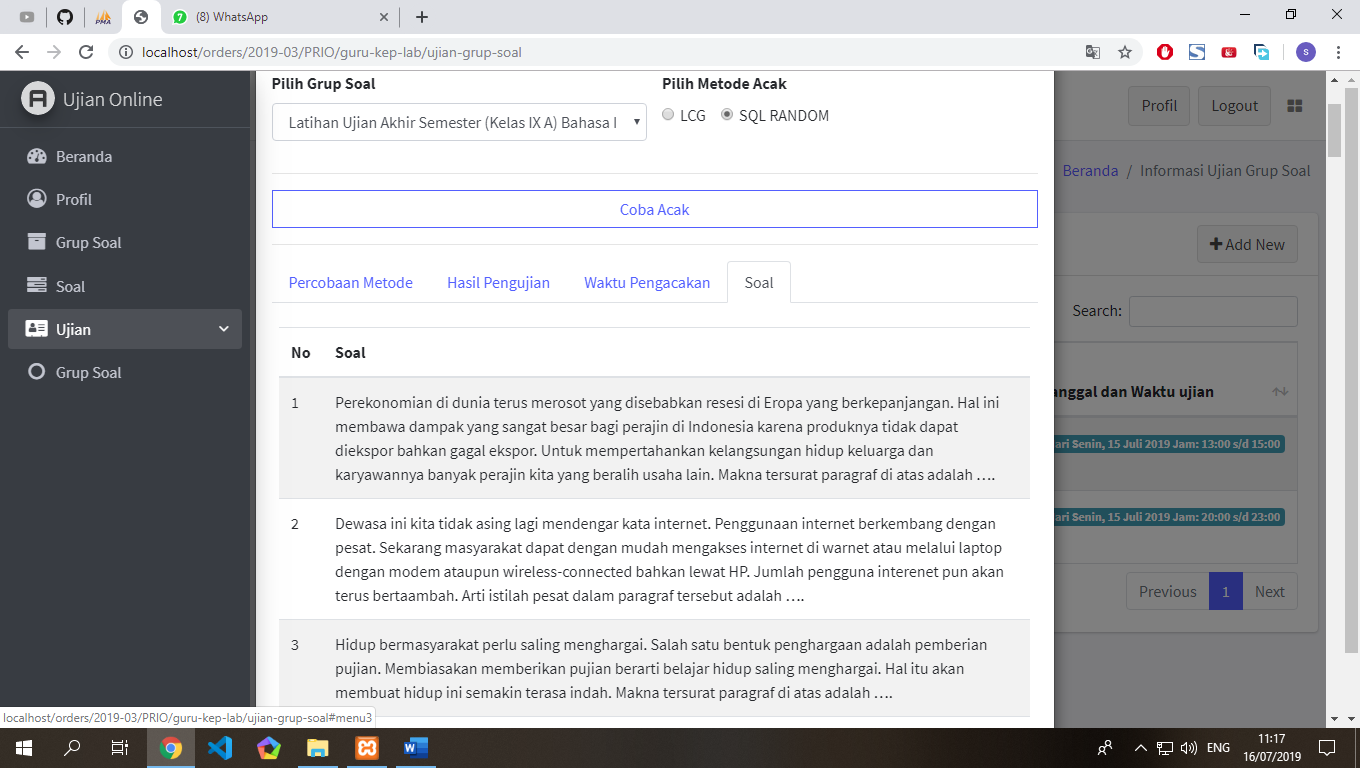 (8) WhatsApp
localhost/orders/2019-03/PRIO/guru-kep-lab/ujian-grup-soal
Ujian Online
Beranda
Profil
Grup Soal
Soal
Ujian
Grup Soal
Pilih Grup Soal
Pilih Metode Acak
Latihan Ujian Akhir Semester (Kelas IX A) Bahasa I
LCG SQL RANDOM
Coba Acak
Percobaan Metode Hasil Pengujian Waktu Pengacakan Soal
No Soal
1 Perekonomian di dunia terus merosot yang disebabkan resesi di Eropa yang berkepanjangan. Hal ini
membawa dampak yang sangat besar bagi perajin di Indonesia karena produknya tidak dapat
diekspor bahkan gagal ekspor. Untuk mempertahankan kelangsungan hidup keluarga dan
karyawannya banyak perajin kita yang beralih usaha lain. Makna tersurat paragraf di atas adalah ….
2 Dewasa ini kita tidak asing lagi mendengar kata internet. Penggunaan internet berkembang dengan
pesat. Sekarang masyarakat dapat dengan mudah mengakses internet di warnet atau melalui laptop
dengan modem ataupun wireless-connected bahkan lewat HP. Jumlah pengguna interenet pun akan
terus bertaambah. Arti istilah pesat dalam paragraf tersebut adalah ….
3 Hidup bermasyarakat perlu saling menghargai. Salah satu bentuk penghargaan adalah pemberian
pujian. Membiasakan memberikan pujian berarti belajar hidup saling menghargai. Hal itu akan
membuat hidup ini semakin terasa indah. Makna tersurat paragraf di atas adalah ….
Profil Logout
Beranda / Informasi Ujian Grup Soal
Add New
Search:
anggal dan Waktu ujian
ari Senin, 15 Juli 2019 Jam: 13:00 s/d 15:00
ari Senin, 15 Juli 2019 Jam: 20:00 s/d 23:00
Previous 1 Next
localhost/orders/2019-03/PRIO/guru-kep-lab/ujian-grup-soal#menu3
ENG
11:17
16/07/2019